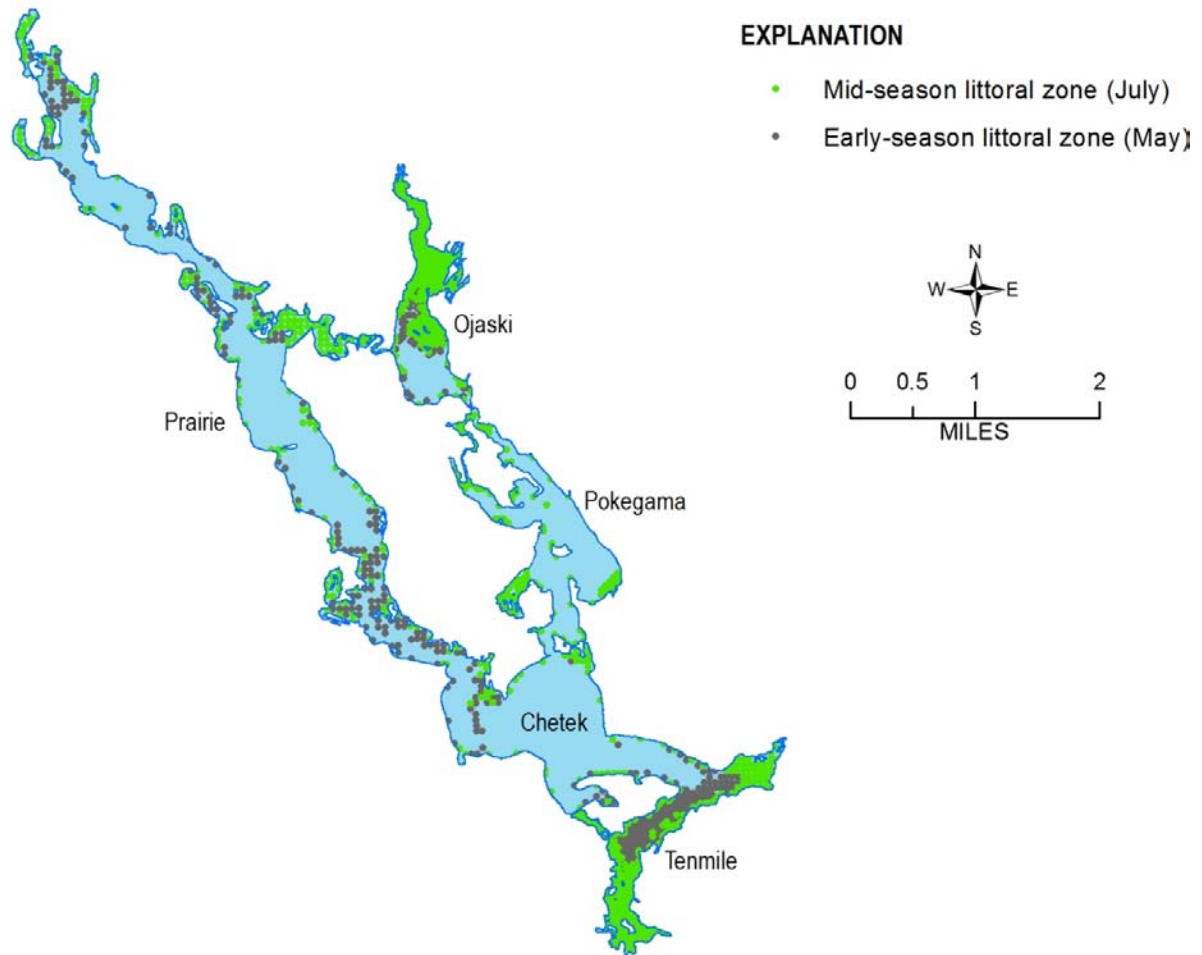 EXPLANATION
Mid-season littoral zone (July)
Early-season littoral zone (May)
N
W E
S
0 0.5 1 2
MILES
Ojaski
Prairie
Pokegama
Chetek
Tenmile